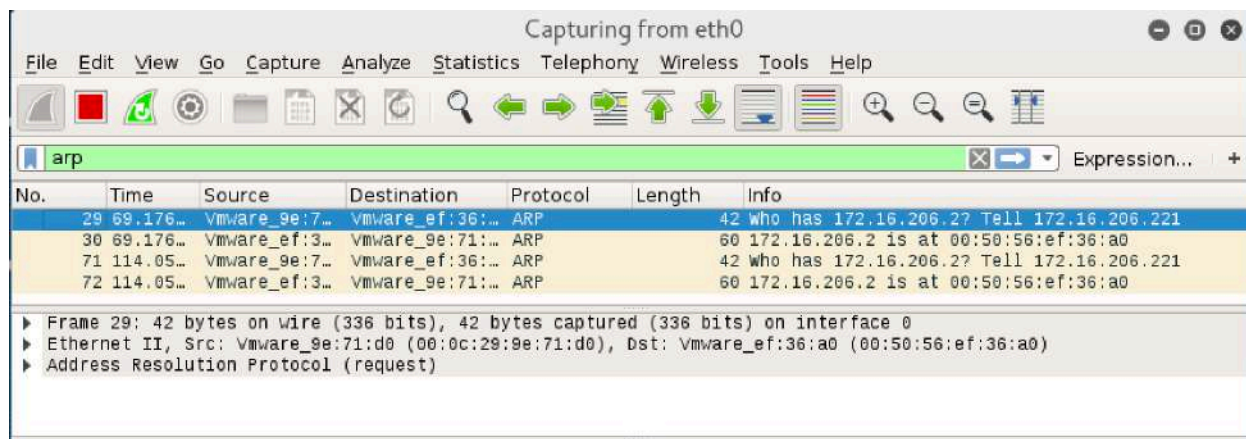 Capturing from eth0
File Edit View Go Capture Analyze Statistics Telephony Wireless Tools Help
arp Expression... +
No. Time Source Destination Protocol Length Info
29 69.176… Vmware_9e:7… Vmware_ef:36:… ARP 42 Who has 172.16.206.2? Tell 172.16.206.221
30 69.176… Vmware_ef:3… Vmware_9e:71:… ARP 60 172.16.206.2 is at 00:50:56:ef:36:a0
71 114.05… Vmware_9e:7… Vmware_ef:36:… ARP 42 Who has 172.16.206.2? Tell 172.16.206.221
72 114.05… Vmware_ef:3… Vmware_9e:71:… ARP 60 172.16.206.2 is at 00:50:56:ef:36:a0
Frame 29: 42 bytes on wire (336 bits), 42 bytes captured (336 bits) on interface 0
Ethernet II, Src: Vmware_9e:71:d0 (00:0c:29:9e:71:d0), Dst: Vmware_ef:36:a0 (00:50:56:ef:36:a0)
Address Resolution Protocol (request)